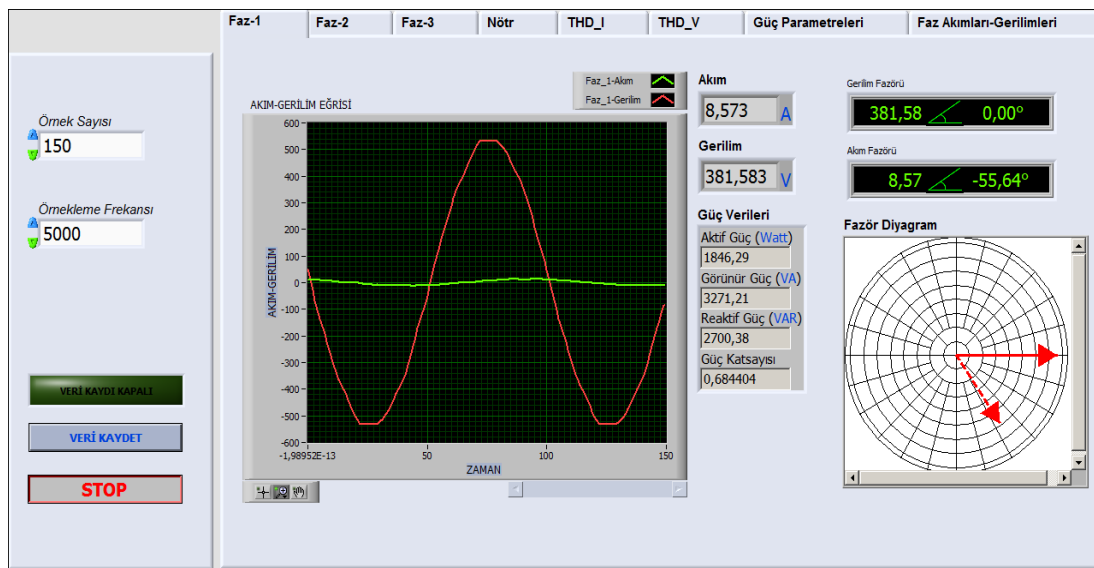 Faz-1 Faz-2 Faz-3 Nötr THD_I THD_V Güç Parametreleri Faz Akımları-Gerilimleri
Örnek Sayısı
150
Örnekleme Frekansı
5000
VERİ KAYDI KAPALI
VERİ KAYDET
STOP
Faz_1-Akım
Faz_1-Gerilim
AKIM-GERİLİM EĞRİSİ
AKIM-GERİLİM
600
500
400
300
200
100
0
-100
-200
-300
-400
-500
-600
-1,98952E-13 50 100 150
ZAMAN
Akım
8,573 A
Gerilim
381,583 V
Güç Verileri
Aktif Güç (Watt)
1846,29
Görünür Güç (VA)
3271,21
Reaktif Güç (VAR)
2700,38
Güç Katsayısı
0,684404
Gerilim Fazörü
381,58 0,00º
Akım Fazörü
8,57 -55,64º
Fazör Diyagram